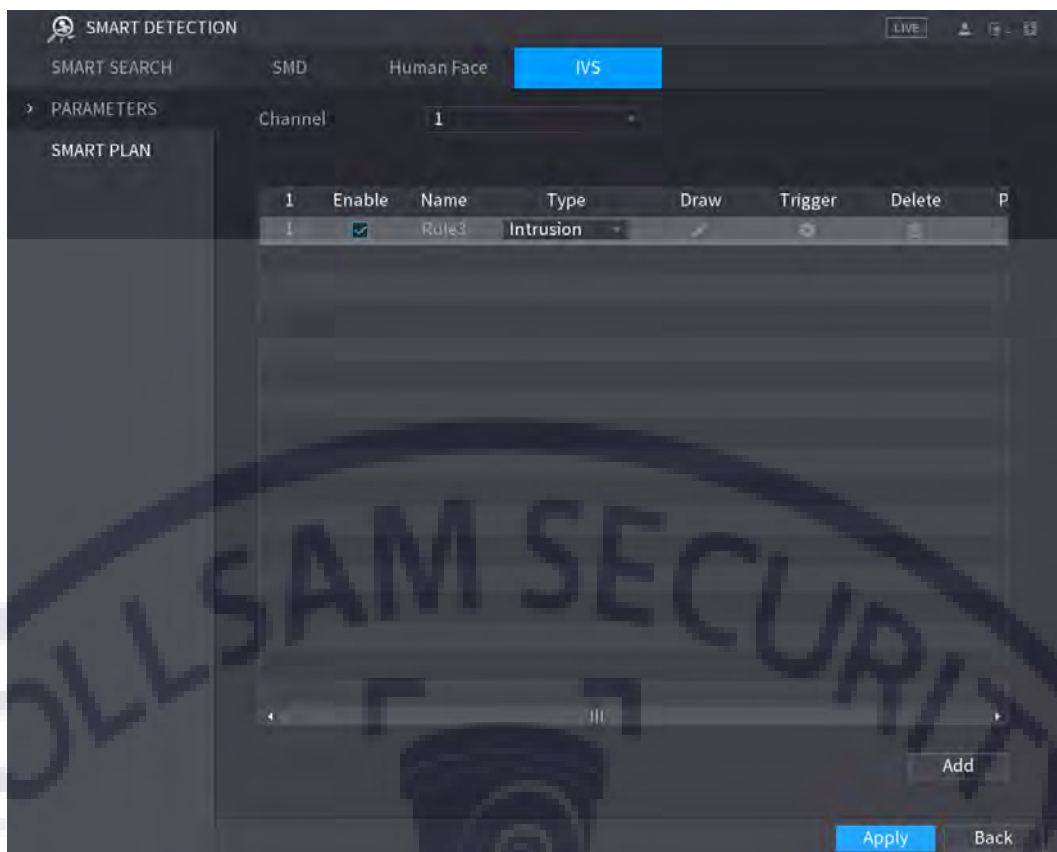 SMART DETECTION LIVE
SMART SEARCH SMD Human Face IVS
PARAMETERS
Channel 1
SMART PLAN
1 Enable Name Type Draw Trigger Delete P
1 Rule3 Intrusion
OLLSAM SECURIT
Add
Apply Back